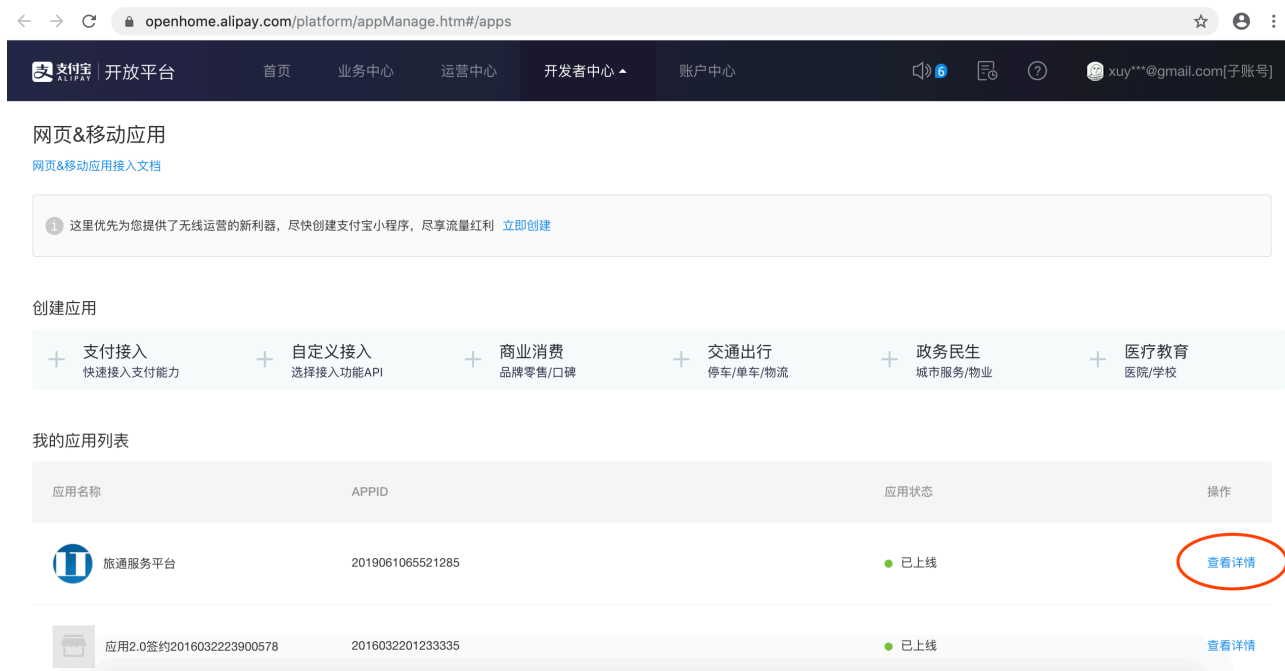 openhome.alipay.com/platform/appManage.htm#/apps
支 支付宝 ALIPAY 开放平台 首页 业务中心 运营中心 开发者中心 6 ? xuy***@gmail.com[子账号]
网页&移动应用
网页&移动应用接入文档
这里优先为您提供了无线运营的新利器，尽快创建支付宝小程序，尽享流量红利 立即创建
创建应用
支付接入 自定义接入 商业消费 交通出行 政务民生 医疗教育
快速接入支付能力 选择接入功能API 品牌零售/口碑 停车/单车/物流 城市服务/物业 医院/学校
我的应用列表
应用名称 APPID 应用状态 操作
旅通服务平台 2019061065521285 已上线 查看详情
应用2.0签约2016032223900578 2016032201233335 已上线 查看详情